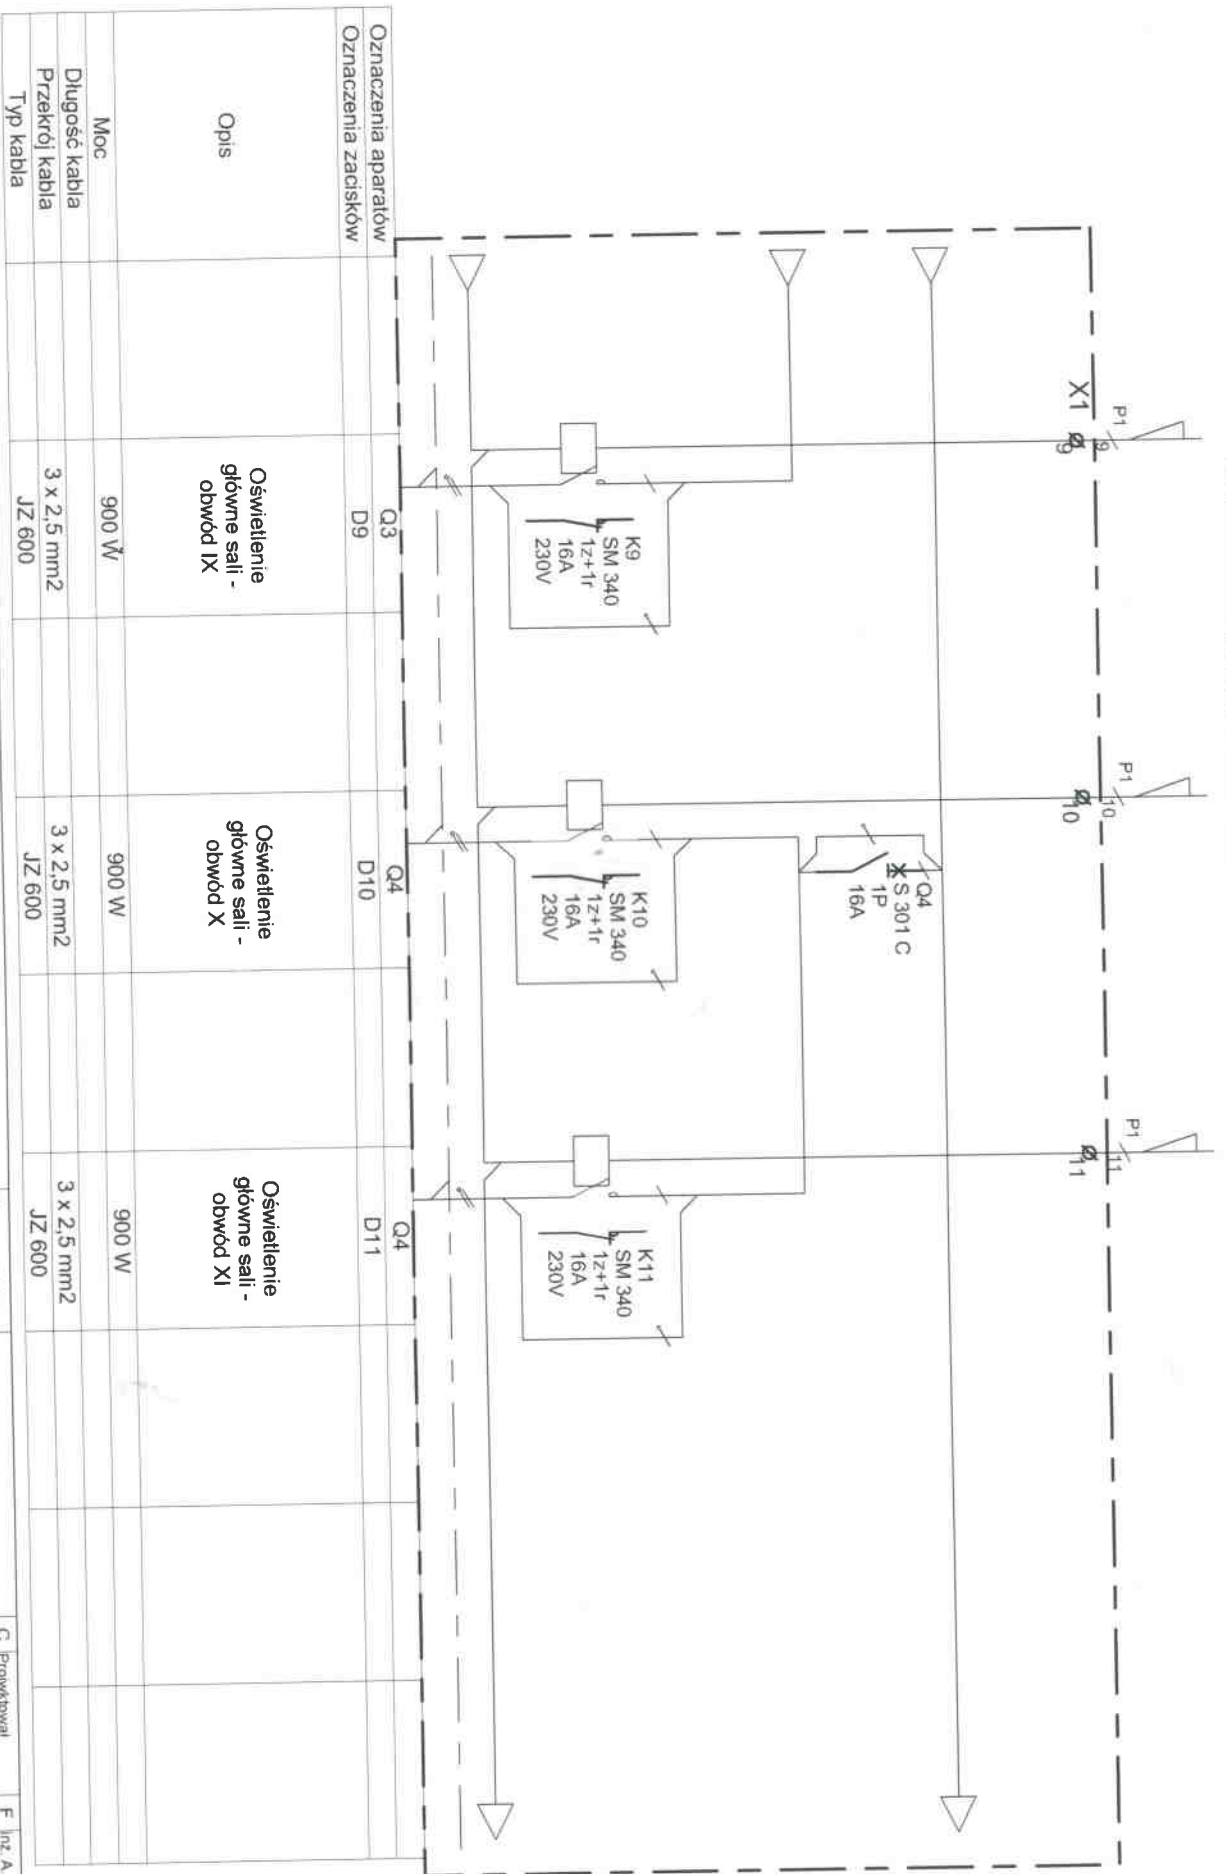 P1
9
X1
9
P1
10
10
P1
11
11
Q4
S 301 C
1P
16A
K9
SM 340
1z+1r
16A
230V
K10
SM 340
1z+1r
16A
230V
K11
SM 340
1z+1r
16A
230V
Oznaczenia aparatów
Q3
Q4
Q4
Oznaczenia zacisków
D9
D10
D11
Opis
Oświetlenie
główne sali -
obwód IX
Oświetlenie
główne sali -
obwód X
Oświetlenie
główne sali -
obwód XI
Moc
900 W
900 W
900 W
Długość kabla
Przekrój kabla
3 x 2,5 mm2
3 x 2,5 mm2
3 x 2,5 mm2
Typ kabla
JZ 600
JZ 600
JZ 600
G
F
inż. A